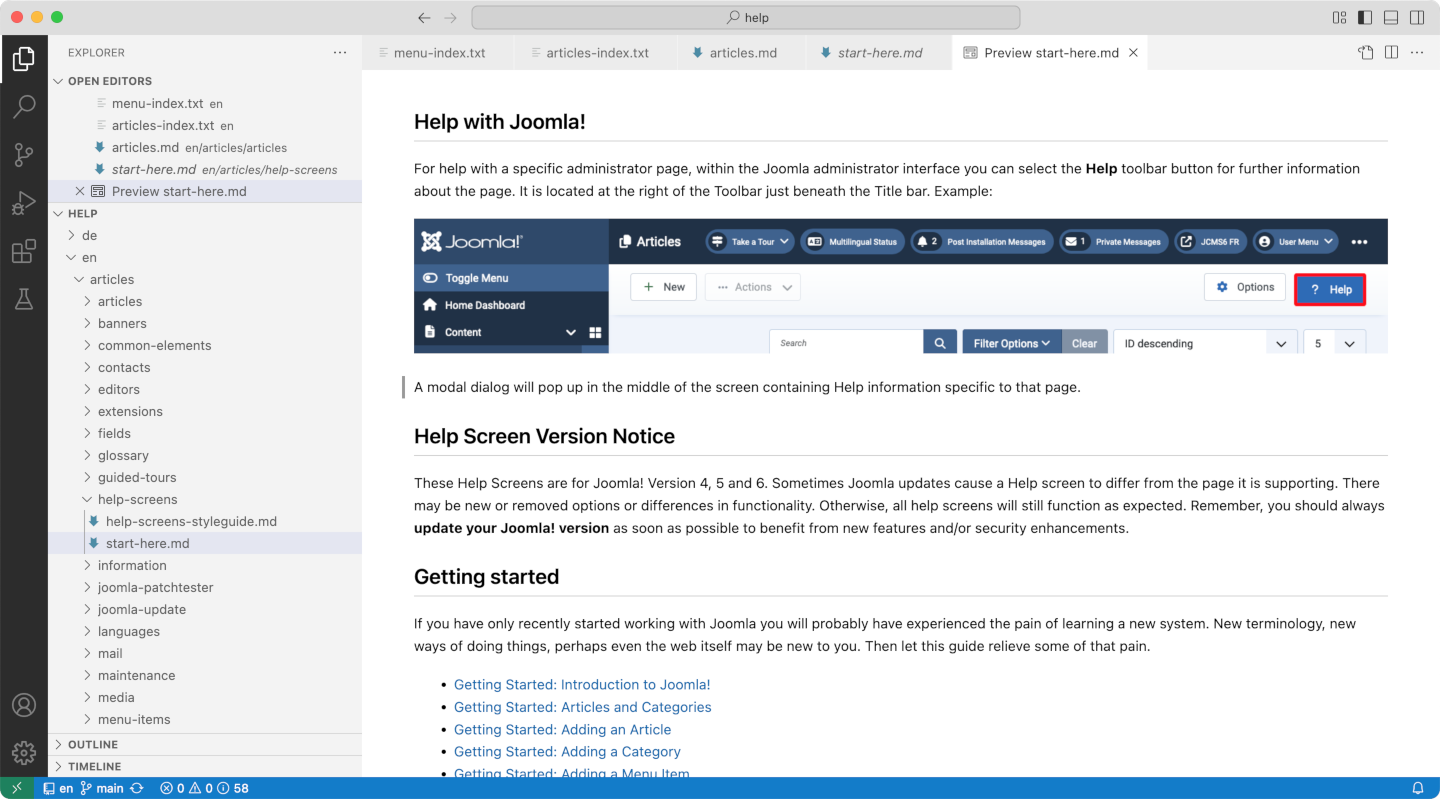 help
EXPLORER
OPEN EDITORS
menu-index.txt en
articles-index.txt en
articles.md en/articles/articles
start-here.md en/articles/help-screens
Preview start-here.md
HELP
de
en
articles
articles
banners
common-elements
contacts
editors
extensions
fields
glossary
guided-tours
help-screens
help-screens-styleguide.md
start-here.md
information
joomla-patchtester
joomla-update
languages
mail
maintenance
media
menu-items
OUTLINE
TIMELINE
menu-index.txt articles-index.txt articles.md start-here.md Preview start-here.md
Help with Joomla!
For help with a specific administrator page, within the Joomla administrator interface you can select the Help toolbar button for further information
about the page. It is located at the right of the Toolbar just beneath the Title bar. Example:
Joomla! Articles Take a Tour Multilingual Status 2 Post Installation Messages 1 Private Messages JCMS6 FR User Menu
Toggle Menu
+ New Actions Options ? Help
Home Dashboard
Content
Search Filter Options Clear ID descending 5
A modal dialog will pop up in the middle of the screen containing Help information specific to that page.
Help Screen Version Notice
These Help Screens are for Joomla! Version 4, 5 and 6. Sometimes Joomla updates cause a Help screen to differ from the page it is supporting. There
may be new or removed options or differences in functionality. Otherwise, all help screens will still function as expected. Remember, you should always
update your Joomla! version as soon as possible to benefit from new features and/or security enhancements.
Getting started
If you have only recently started working with Joomla you will probably have experienced the pain of learning a new system. New terminology, new
ways of doing things, perhaps even the web itself may be new to you. Then let this guide relieve some of that pain.
• Getting Started: Introduction to Joomla!
• Getting Started: Articles and Categories
• Getting Started: Adding an Article
• Getting Started: Adding a Category
• Getting Started: Adding a Menu Item
en main 0 0 58